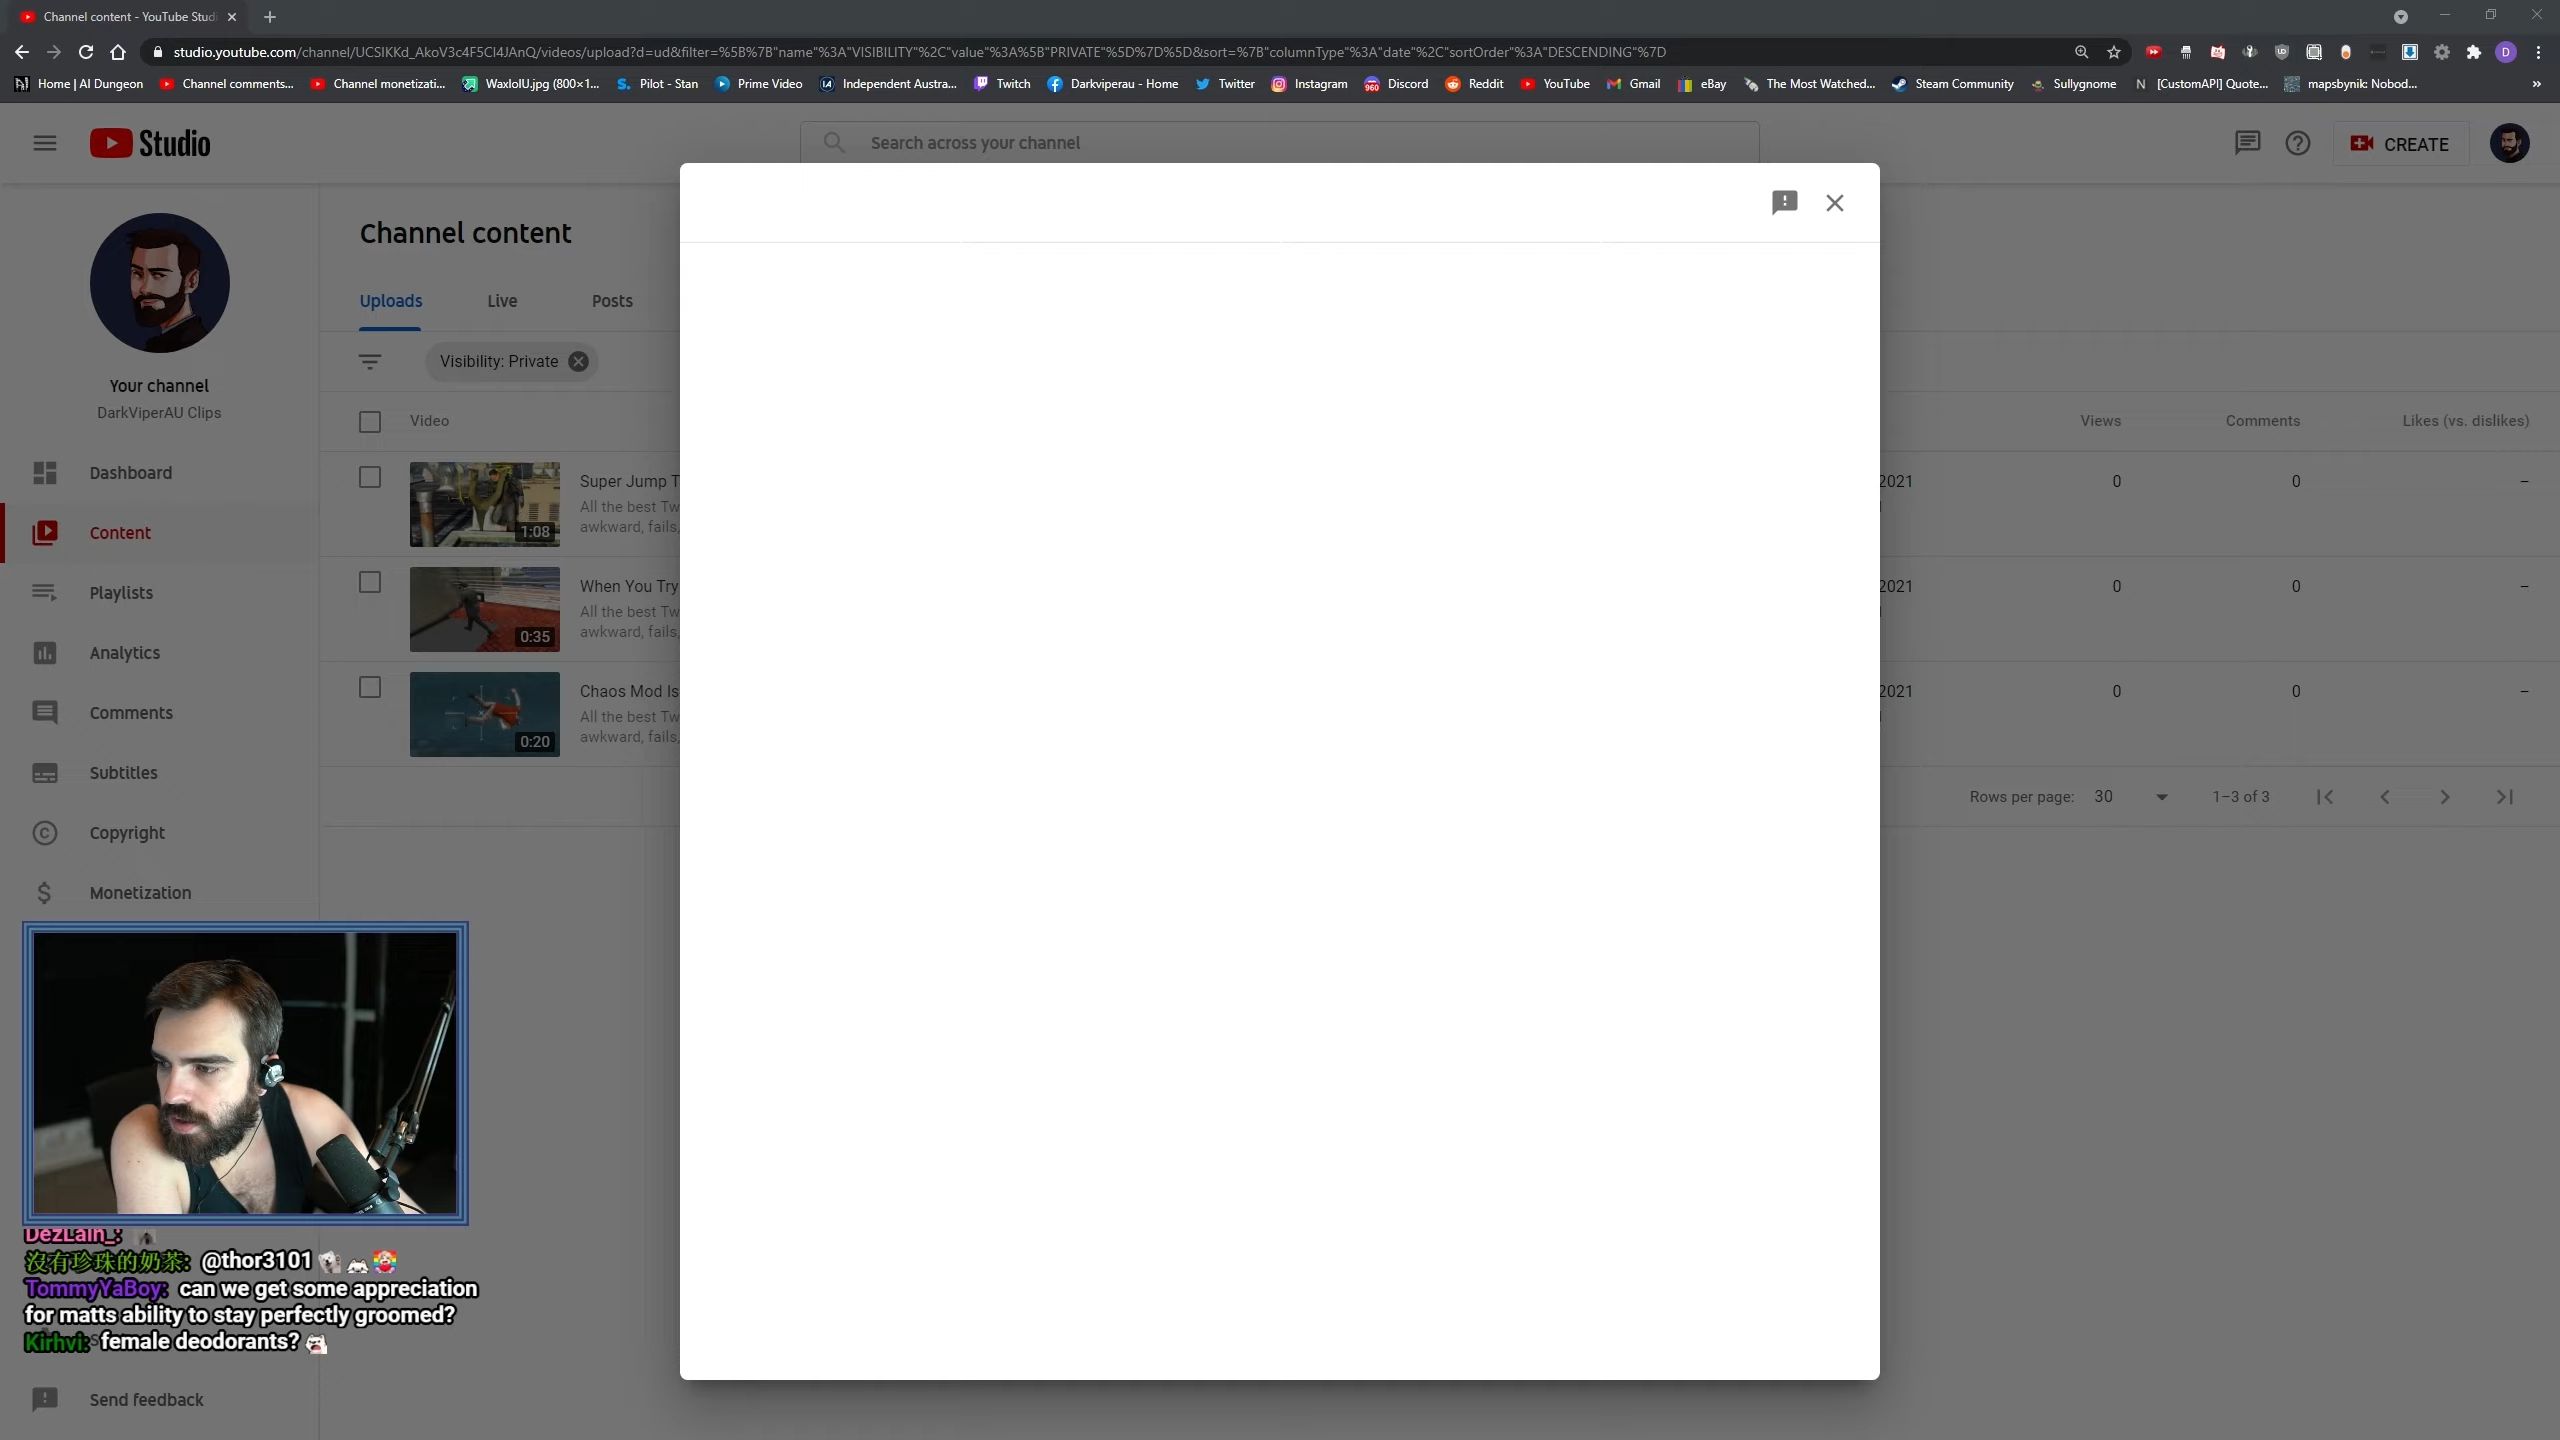 Channel content - YouTube Studi
studio.youtube.com/channel/UCSIKKd_AkoV3c4F5Cl4JAnQ/videos/upload?d=ud&filter=%5B%7B"name"%3A"VISIBILITY"%2C"value"%3A%5B"PRIVATE"%5D%7D%5D&sort=%7B"columnType"%3A"date"%2C"sortOrder"%3A"DESCENDING"%7D
Home | AI Dungeon Channel comments... Channel monetizati... WaxloIU.jpg (800×1... Pilot - Stan Prime Video Independent Austra... Twitch Darkviperau - Home Twitter Instagram Discord Reddit YouTube Gmail eBay The Most Watched... Steam Community Sullygnome [CustomAPI] Quote... mapsbynik: Nobod... »
Studio
Search across your channel
CREATE
Channel content
Uploads Live Posts
Visibility: Private
Your channel
DarkViperAU Clips
Video Views Comments Likes (vs. dislikes)
Dashboard
Content
Playlists
Analytics
Comments
Subtitles
Copyright
Monetization
Super Jump T
All the best Tw
awkward, fails,
1:08
2021 0 0 –
When You Try
All the best Tw
awkward, fails,
0:35
2021 0 0 –
Chaos Mod Is
All the best Tw
awkward, fails,
0:20
2021 0 0 –
Rows per page: 30 1–3 of 3
DezLain_:
沒有珍珠的奶茶: @thor3101
TommyYaBoy: can we get some appreciation
for matts ability to stay perfectly groomed?
Kirhvi: female deodorants?
Send feedback